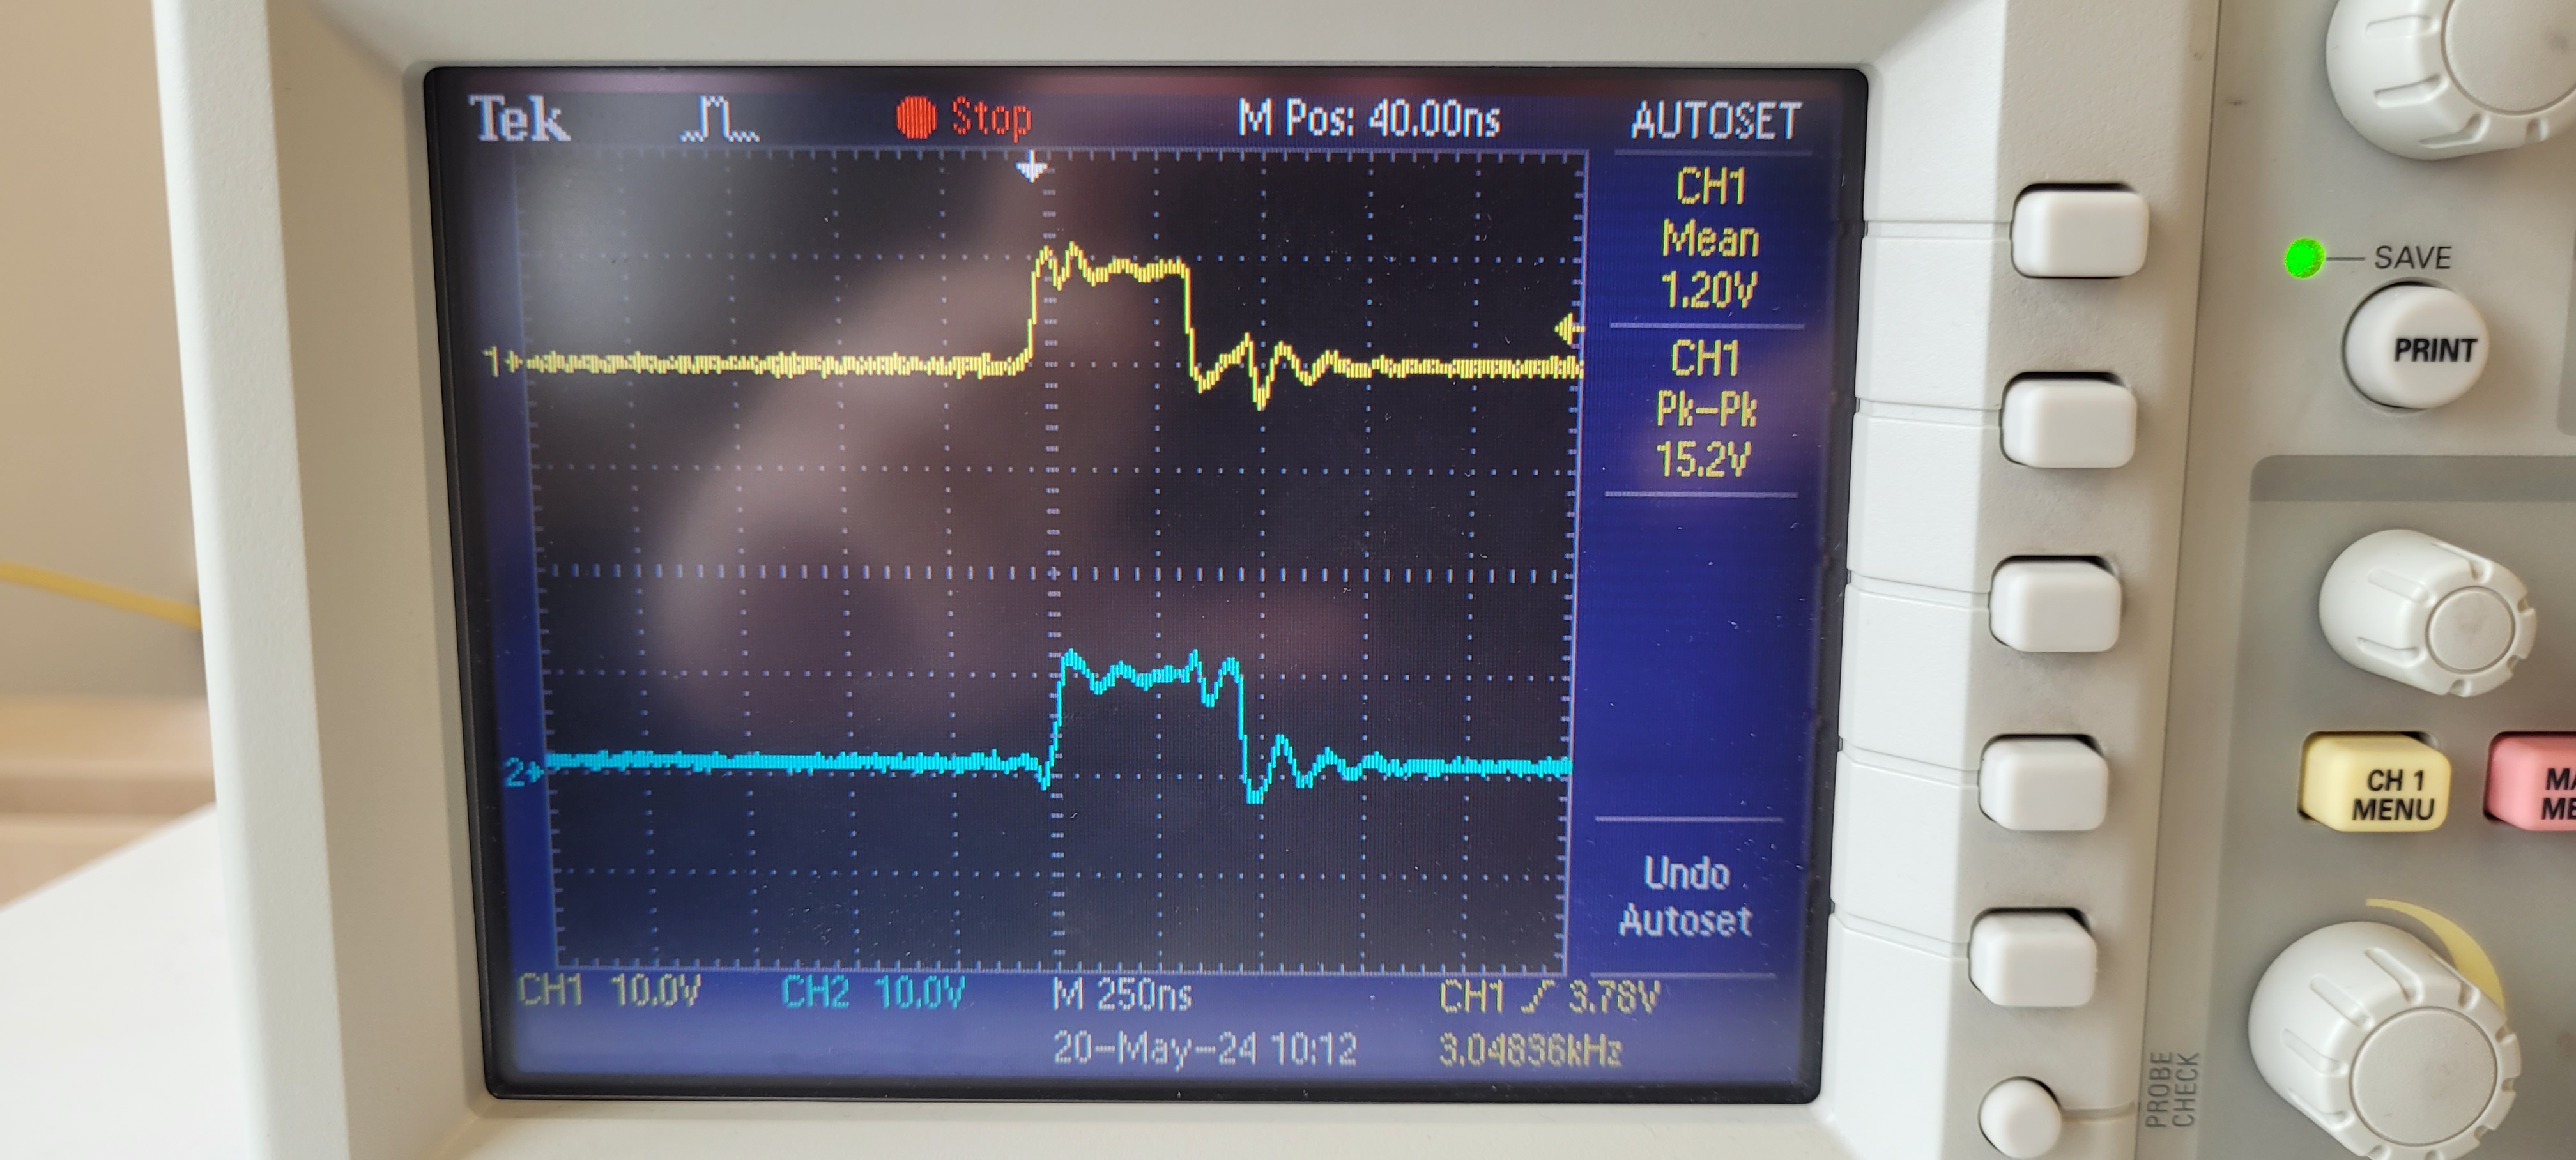 Tek Stop M Pos: 40.00ns AUTOSET
CH1
Mean
1.20V
CH1
Pk-Pk
15.2V
1
2
Undo
Autoset
CH1 10.0V CH2 10.0V M 250ns CH1 3.78V
20-May-24 10:12 3.04836kHz
SAVE
PRINT
CH 1
MENU
PROBE
CHECK